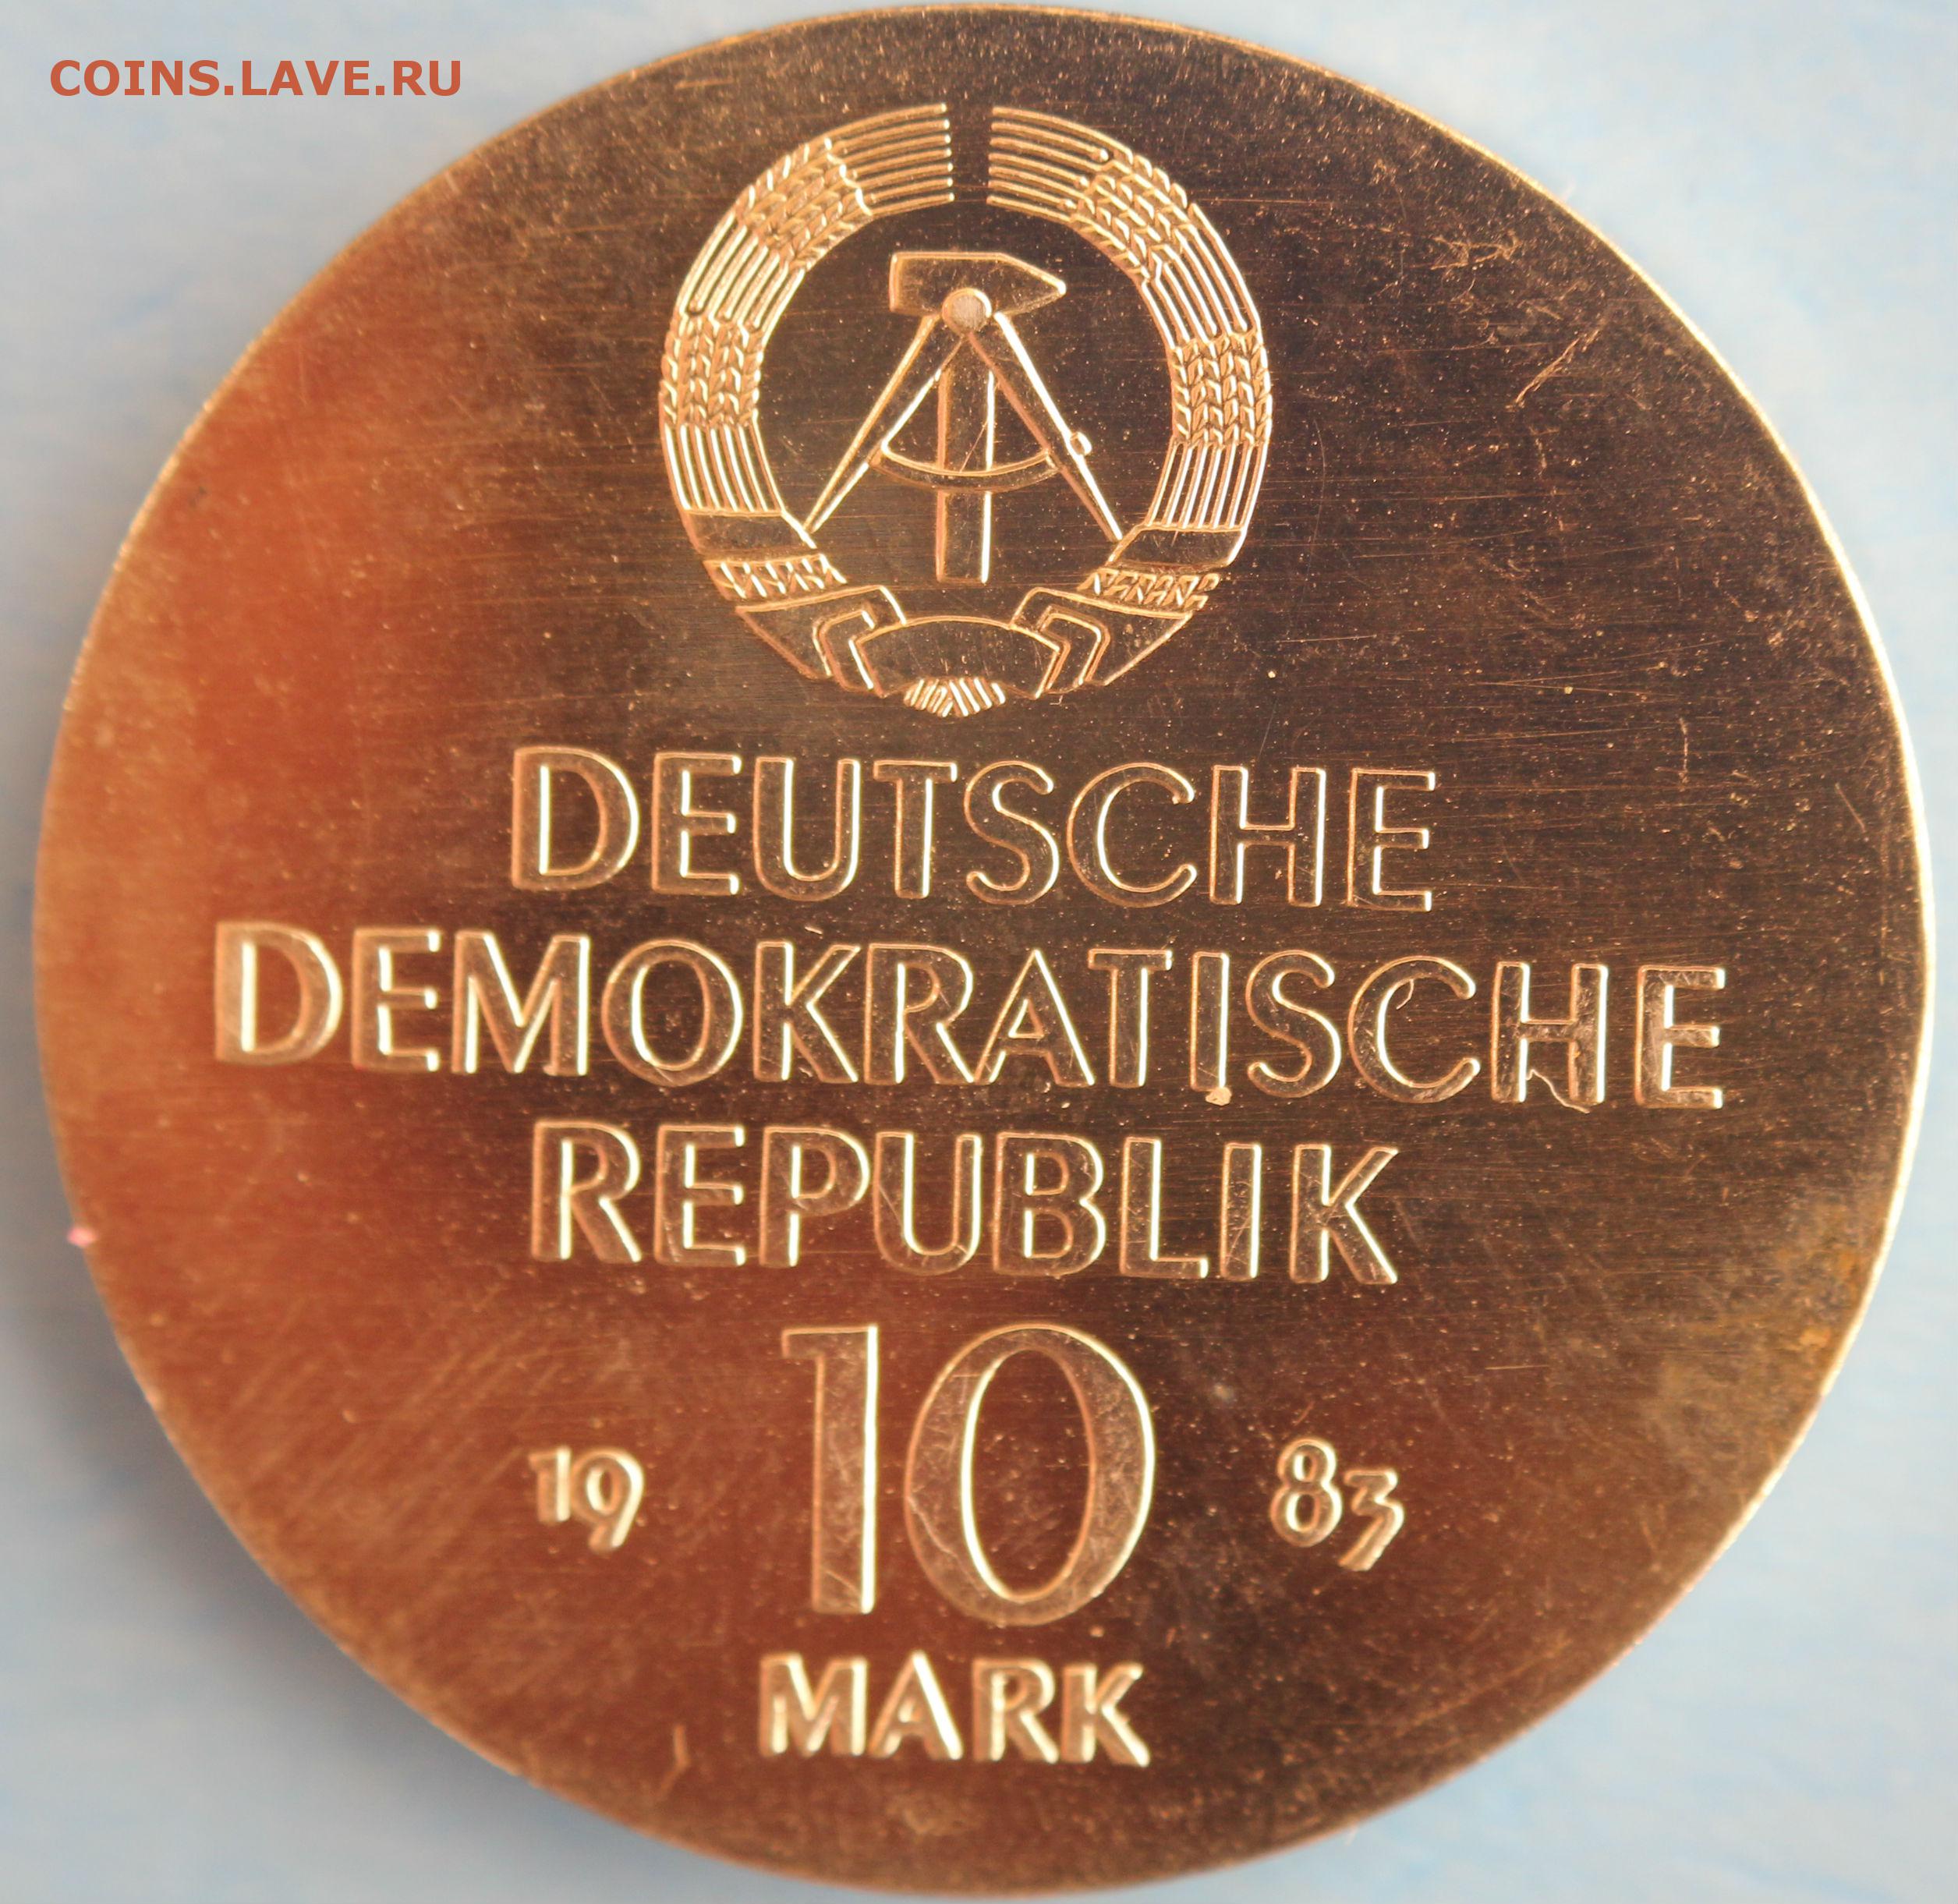 COINS.LAVE.RU
DEUTSCHE
DEMOKRATISCHE
REPUBLIK
19 10 83
MARK